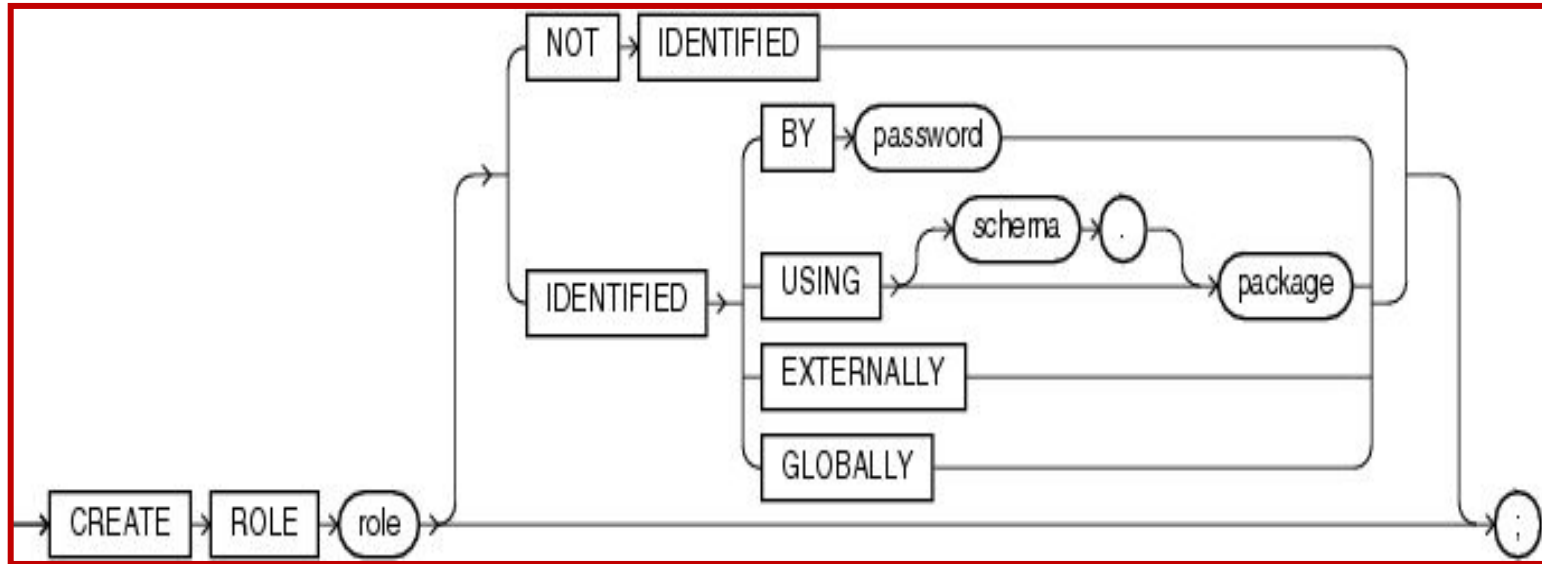 NOT IDENTIFIED
BY password
schema .
USING package
IDENTIFIED
EXTERNALLY
GLOBALLY
CREATE ROLE role ;